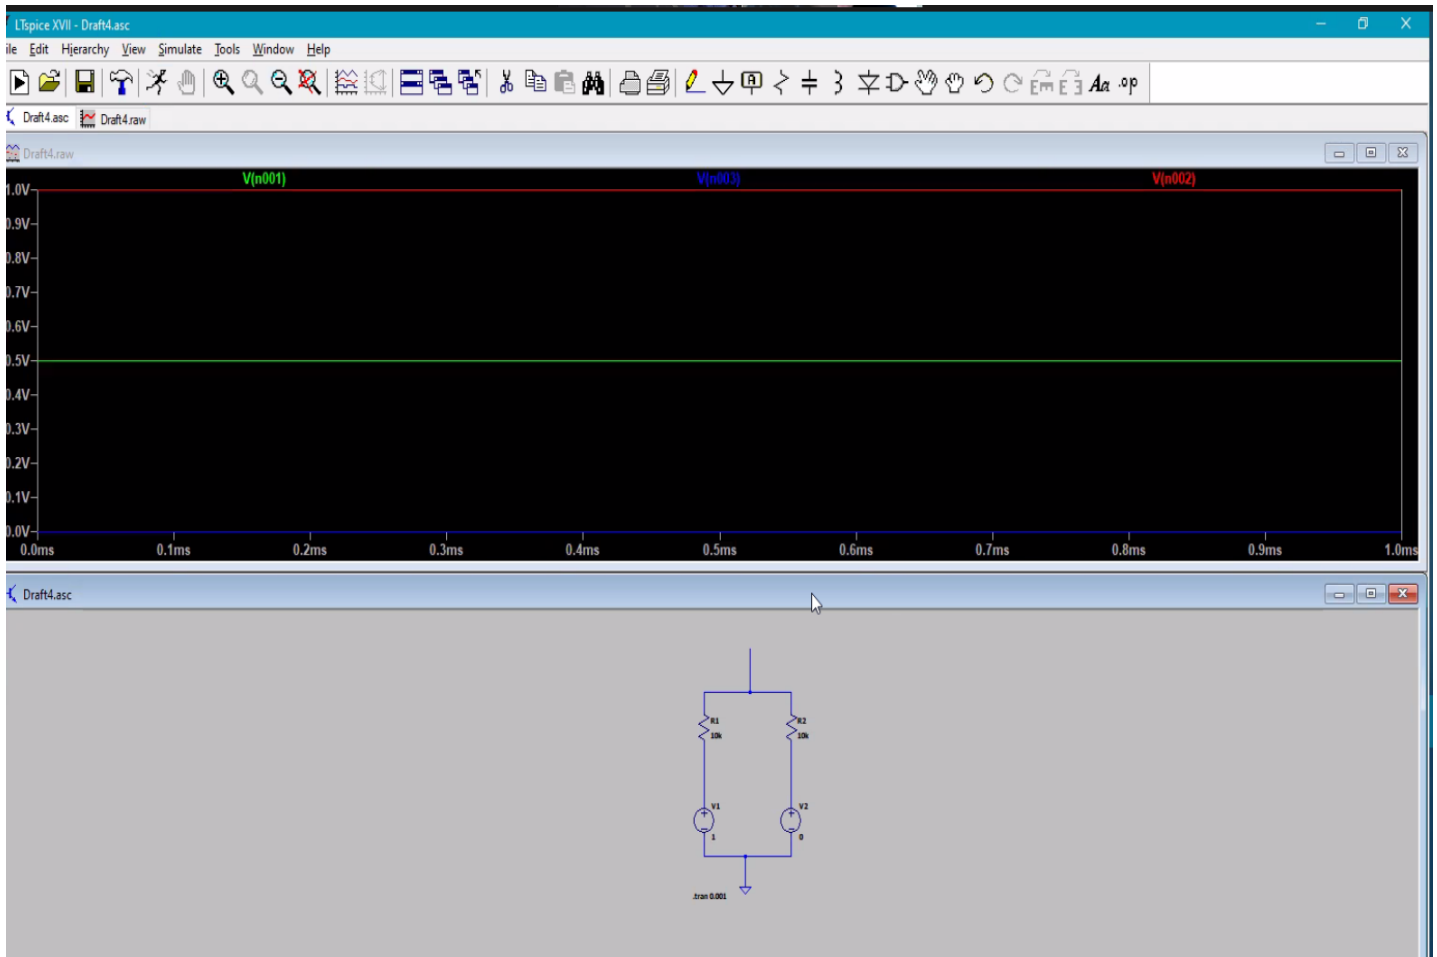 LTspice XVII - Draft4.asc
ile Edit Hierarchy View Simulate Tools Window Help
Aa .op
Draft4.asc Draft4.raw
Draft4.raw
V(n001) V(n003) V(n002)
1.0V
0.9V
0.8V
0.7V
0.6V
0.5V
0.4V
0.3V
0.2V
0.1V
0.0V
0.0ms 0.1ms 0.2ms 0.3ms 0.4ms 0.5ms 0.6ms 0.7ms 0.8ms 0.9ms 1.0ms
Draft4.asc
R1 R2
10k 10k
V1 V2
1 0
.tran 0.001